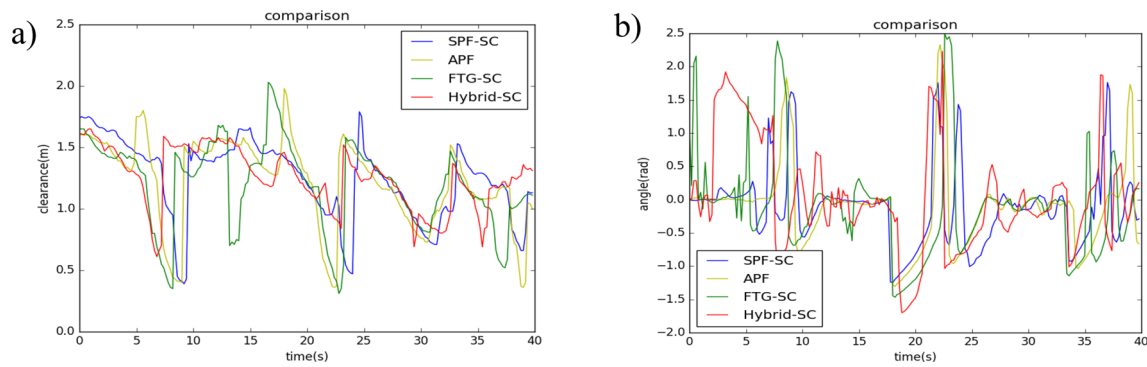 a)
comparison
2.5
2.0
1.5
1.0
0.5
0.0
clearance(m)
SPF-SC
APF
FTG-SC
Hybrid-SC
0 5 10 15 20 25 30 35 40
time(s)
b)
comparison
2.5
2.0
1.5
1.0
0.5
0.0
−0.5
−1.0
−1.5
−2.0
angle(rad)
SPF-SC
APF
FTG-SC
Hybrid-SC
0 5 10 15 20 25 30 35 40
time(s)